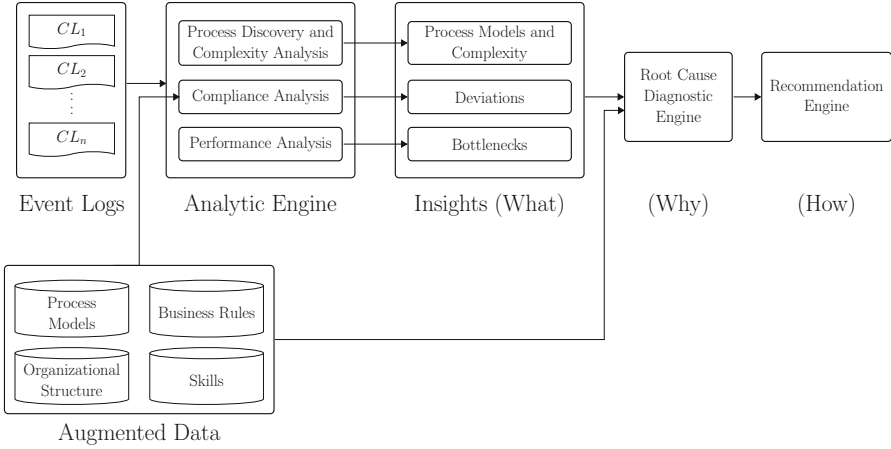 CL1
CL2
CLn
Event Logs
Process Discovery and
Complexity Analysis
Compliance Analysis
Performance Analysis
Analytic Engine
Process Models and
Complexity
Deviations
Bottlenecks
Insights (What)
Root Cause
Diagnostic
Engine
(Why)
Recommendation
Engine
(How)
Process
Models
Business Rules
Organizational
Structure
Skills
Augmented Data